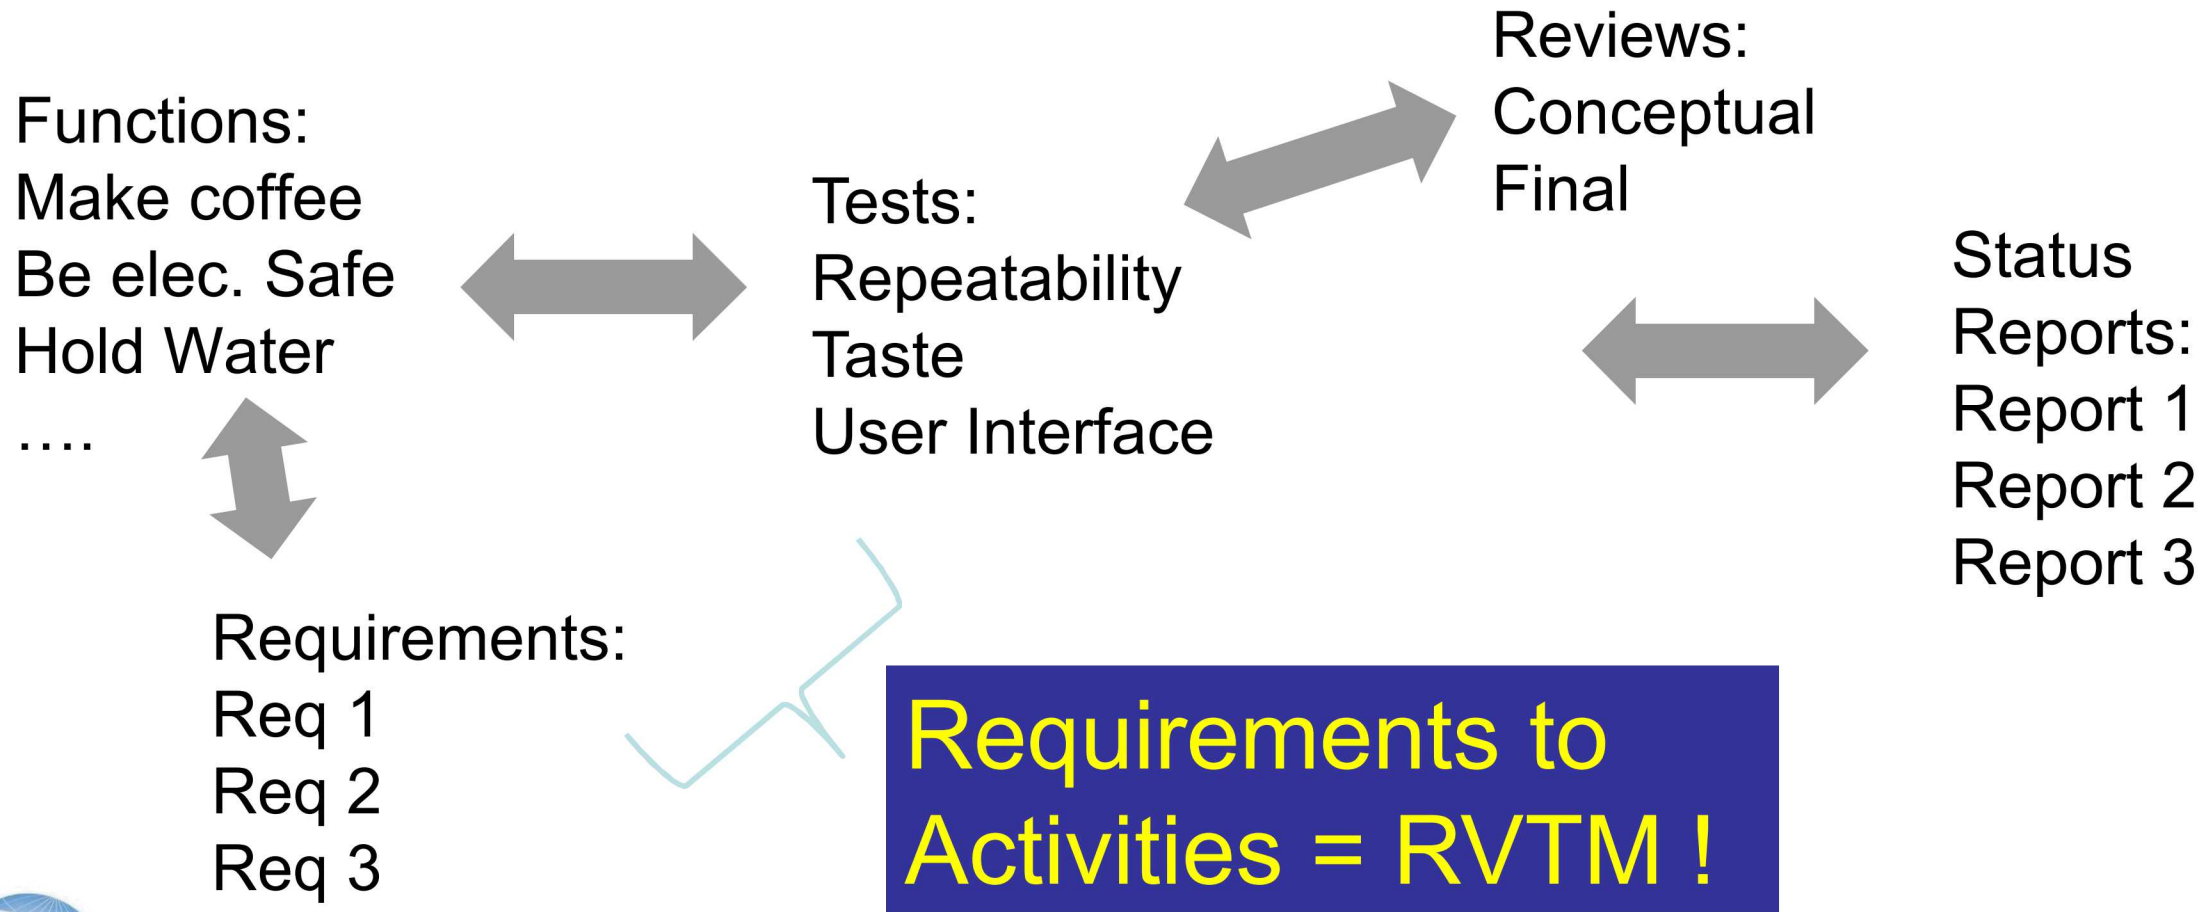 Functions:
Make coffee
Be elec. Safe
Hold Water
….
Requirements:
Req 1
Req 2
Req 3
Tests:
Repeatability
Taste
User Interface
Reviews:
Conceptual
Final
Status
Reports:
Report 1
Report 2
Report 3
Requirements to
Activities = RVTM !